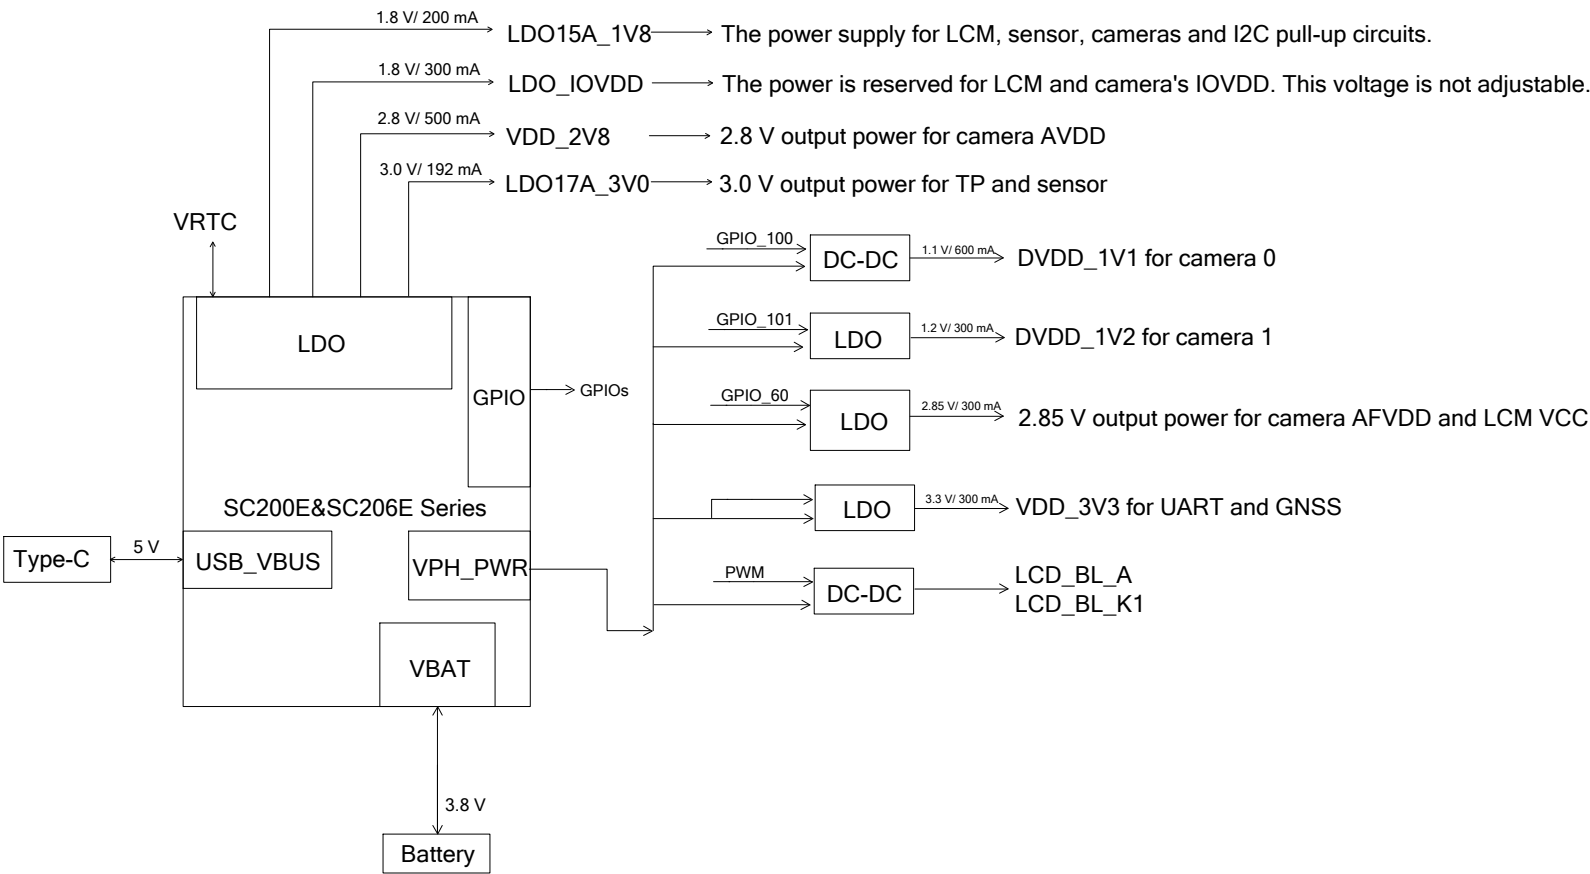 1.8 V/ 200 mA
LDO15A_1V8
The power supply for LCM, sensor, cameras and I2C pull-up circuits.
1.8 V/ 300 mA
LDO_IOVDD
The power is reserved for LCM and camera's IOVDD. This voltage is not adjustable.
2.8 V/ 500 mA
VDD_2V8
2.8 V output power for camera AVDD
3.0 V/ 192 mA
LDO17A_3V0
3.0 V output power for TP and sensor
VRTC
GPIO_100
DC-DC
1.1 V/ 600 mA
DVDD_1V1 for camera 0
LDO
GPIO_101
LDO
1.2 V/ 300 mA
DVDD_1V2 for camera 1
GPIO
GPIOs
GPIO_60
LDO
2.85 V/ 300 mA
2.85 V output power for camera AFVDD and LCM VCC
SC200E&SC206E Series
LDO
3.3 V/ 300 mA
VDD_3V3 for UART and GNSS
Type-C
5 V
USB_VBUS
VPH_PWR
PWM
DC-DC
LCD_BL_A
LCD_BL_K1
VBAT
3.8 V
Battery